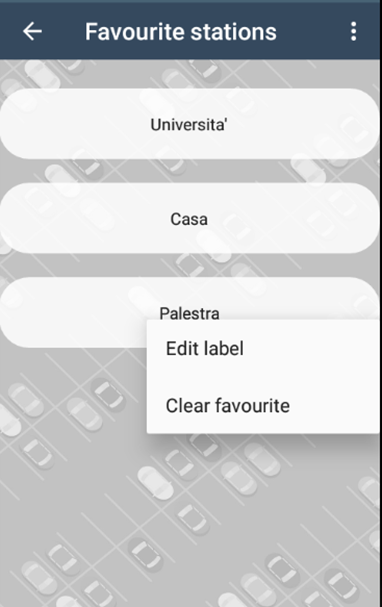 Favourite stations
Universita'
Casa
Palestra
Edit label
Clear favourite